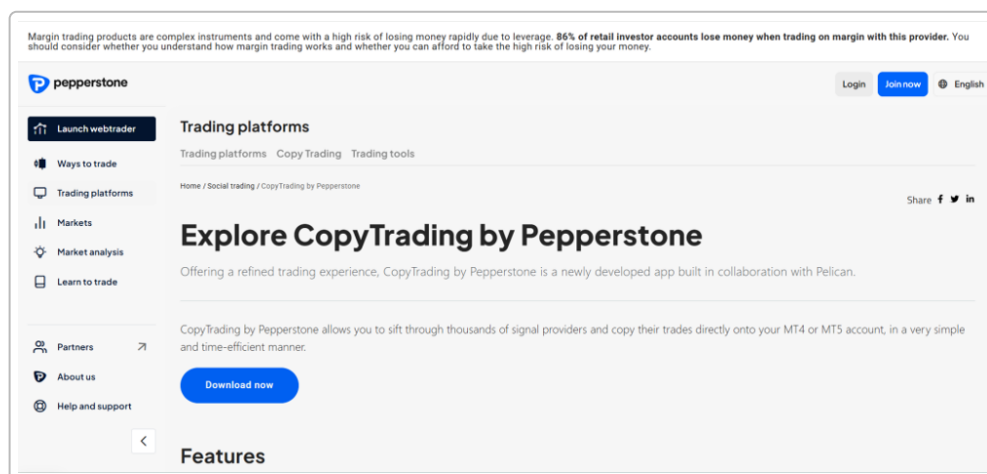 Margin trading products are complex instruments and come with a high risk of losing money rapidly due to leverage. 86% of retail investor accounts lose money when trading on margin with this provider. You
should consider whether you understand how margin trading works and whether you can afford to take the high risk of losing your money.
pepperstone
Login
Join now
English
Launch webtrader
Ways to trade
Trading platforms
Markets
Market analysis
Learn to trade
Partners
About us
Help and support
Trading platforms
Trading platforms Copy Trading Trading tools
Home / Social trading / CopyTrading by Pepperstone
Share
Explore CopyTrading by Pepperstone
Offering a refined trading experience, CopyTrading by Pepperstone is a newly developed app built in collaboration with Pelican.
CopyTrading by Pepperstone allows you to sift through thousands of signal providers and copy their trades directly onto your MT4 or MT5 account, in a very simple
and time-efficient manner.
Download now
Features